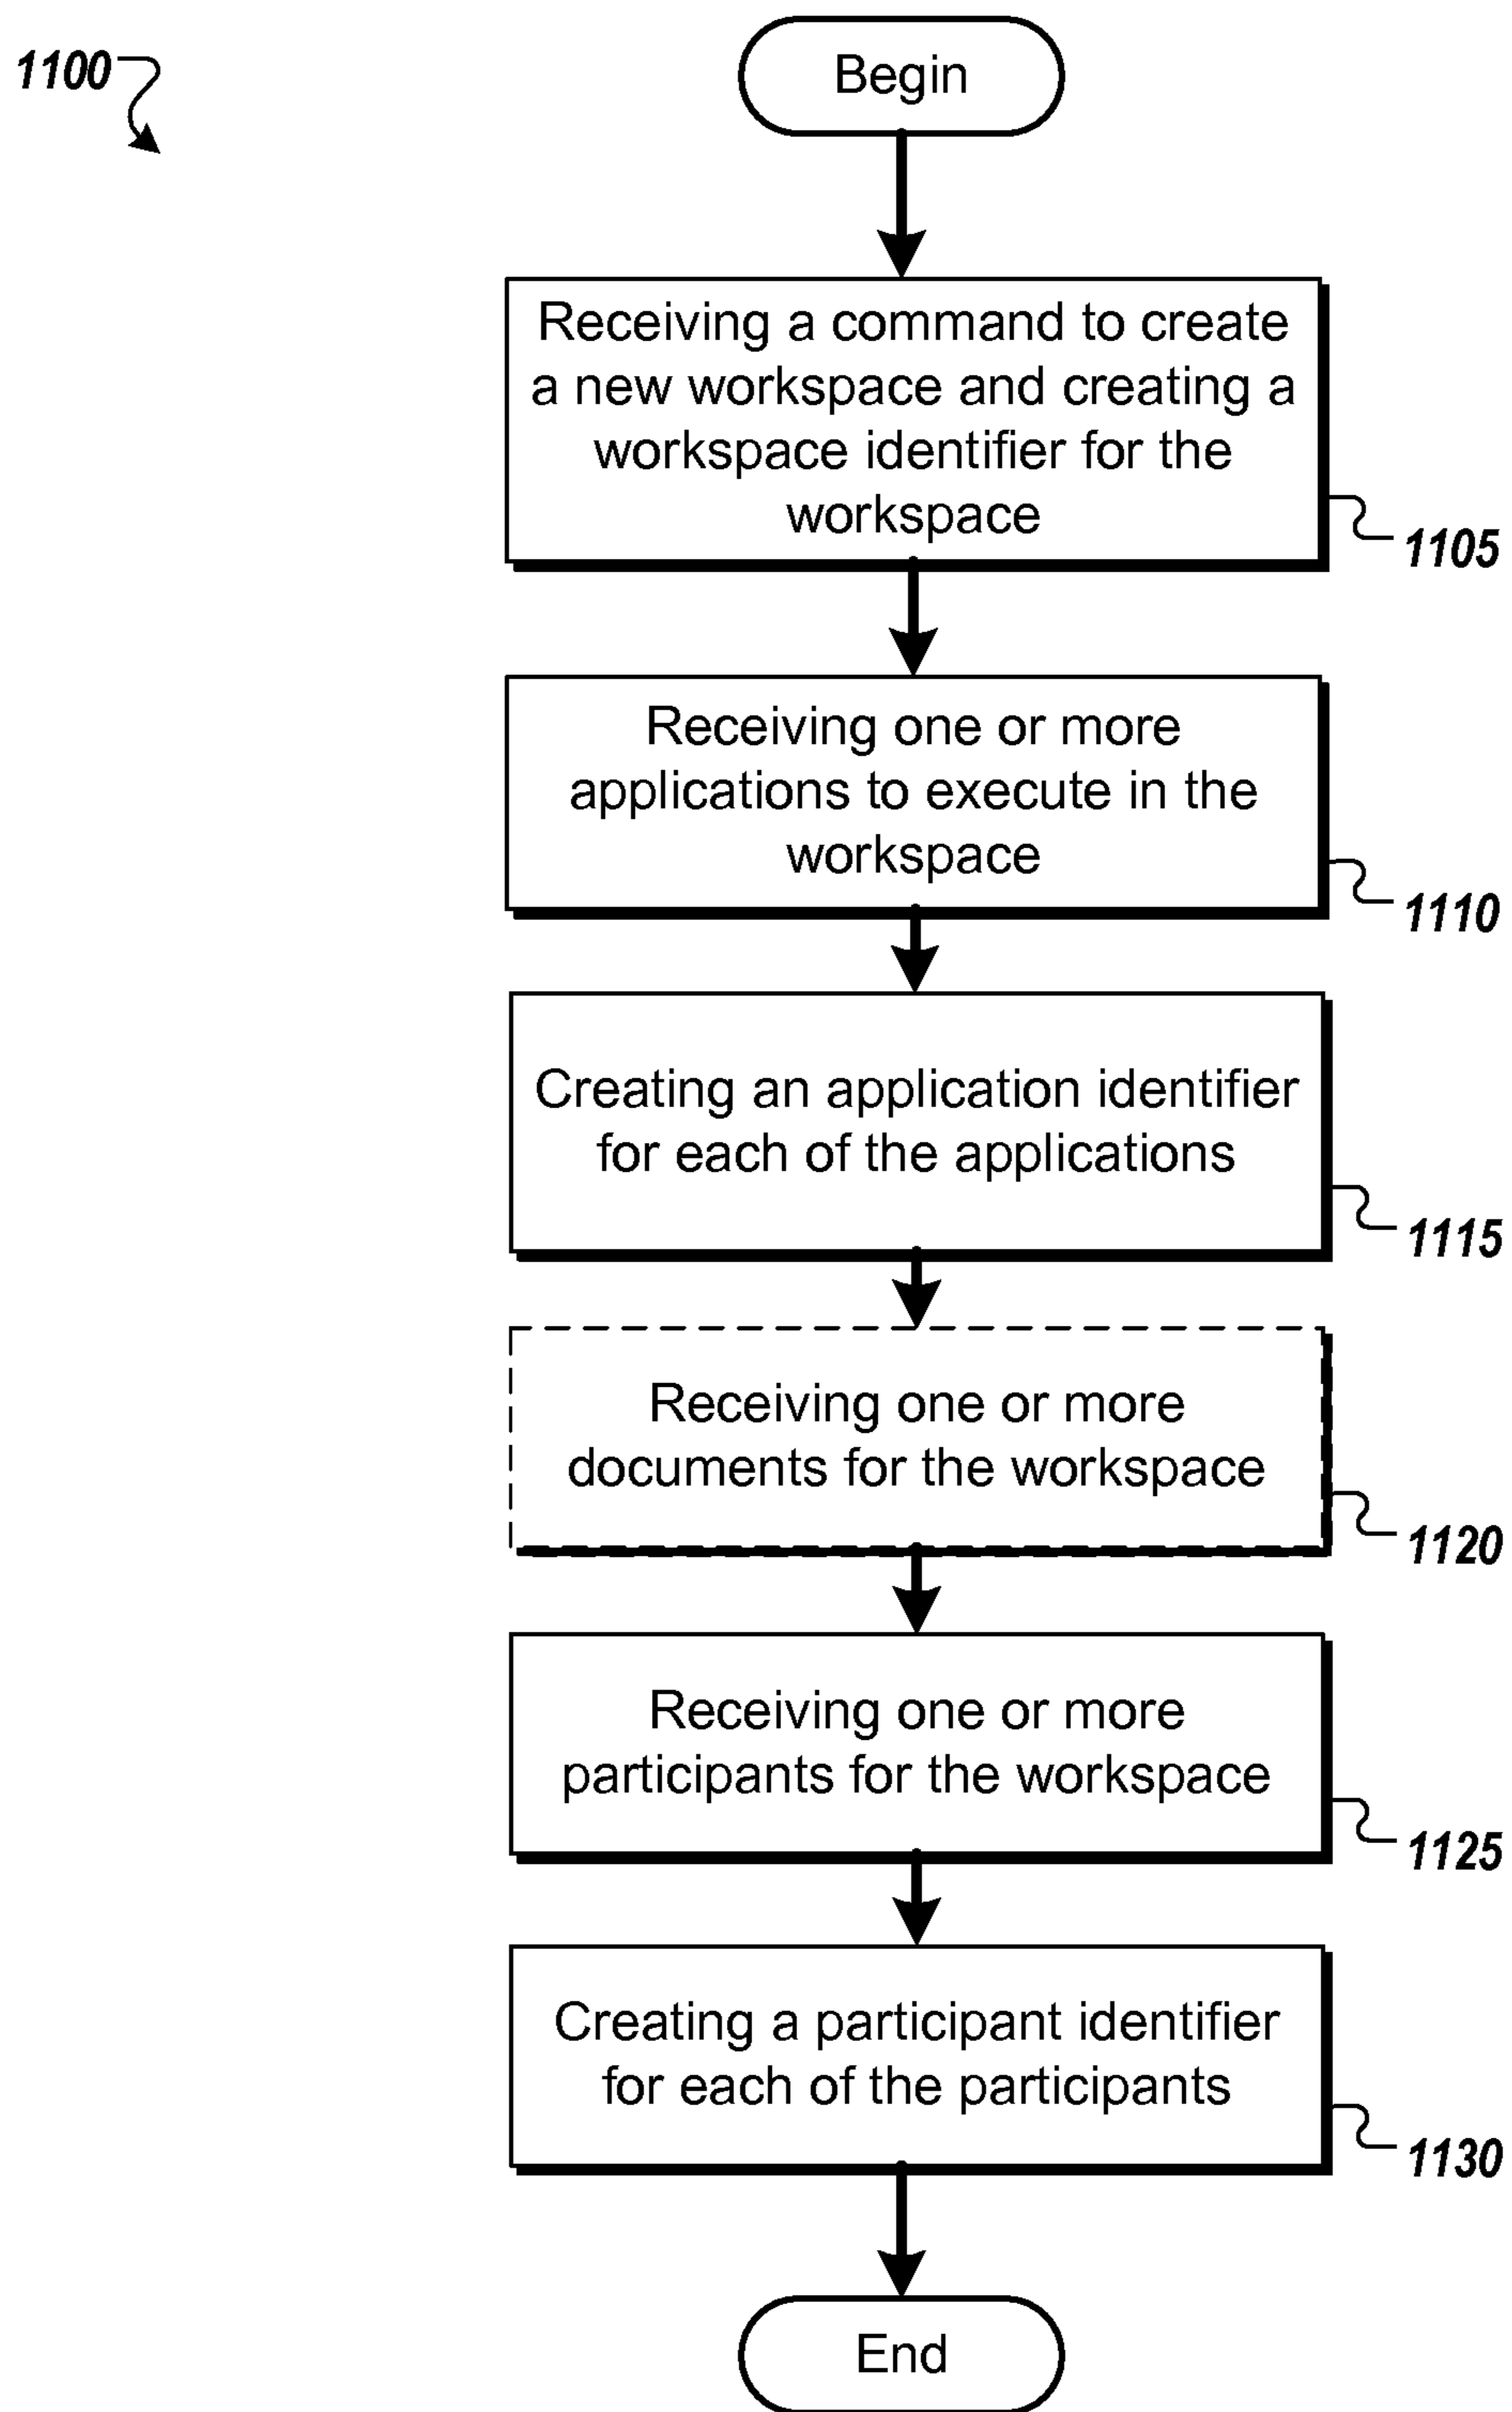 1100
Begin
Receiving a command to create
a new workspace and creating a
workspace identifier for the
workspace
1105
Receiving one or more
applications to execute in the
workspace
1110
Creating an application identifier
for each of the applications
1115
Receiving one or more
documents for the workspace
1120
Receiving one or more
participants for the workspace
1125
Creating a participant identifier
for each of the participants
1130
End